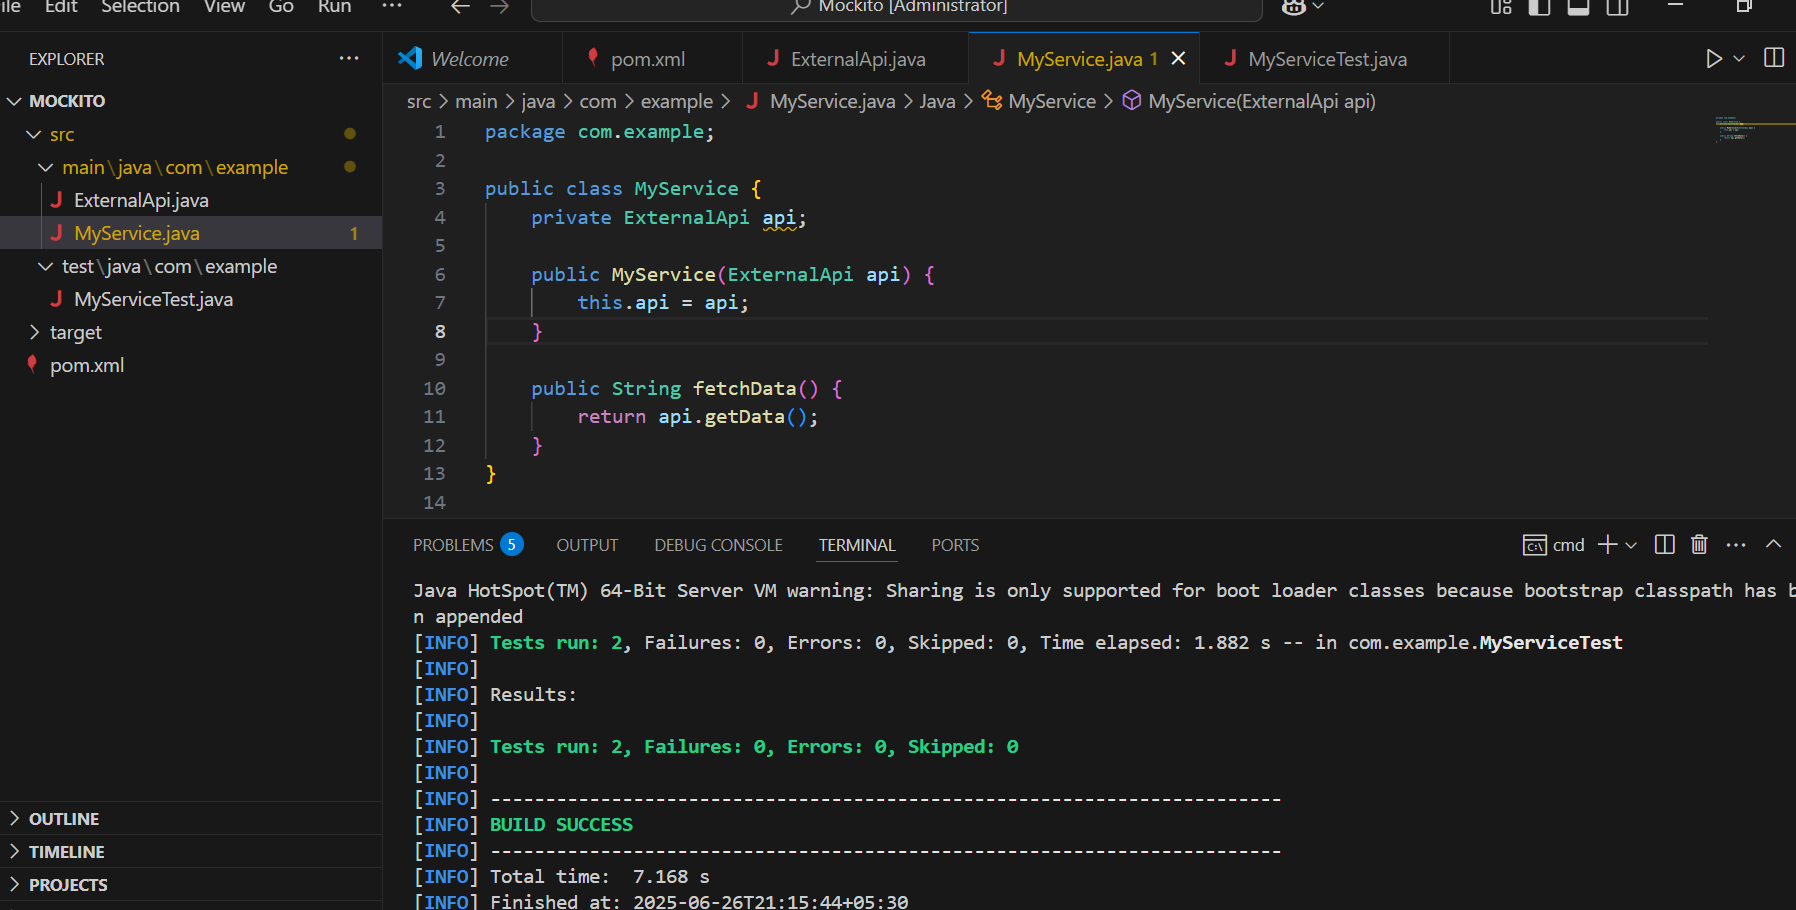 ile Edit Selection View Go Run ··· Mockito [Administrator]
EXPLORER ···
MOCKITO
src
main\java\com\example
ExternalApi.java
MyService.java 1
test\java\com\example
MyServiceTest.java
target
pom.xml
OUTLINE
TIMELINE
PROJECTS
Welcome pom.xml ExternalApi.java MyService.java 1 MyServiceTest.java
src > main > java > com > example > MyService.java > Java > MyService > MyService(ExternalApi api)
1 package com.example;
2
3 public class MyService {
4 private ExternalApi api;
5
6 public MyService(ExternalApi api) {
7 this.api = api;
8 }
9
10 public String fetchData() {
11 return api.getData();
12 }
13 }
14
PROBLEMS 5 OUTPUT DEBUG CONSOLE TERMINAL PORTS cmd
Java HotSpot(TM) 64-Bit Server VM warning: Sharing is only supported for boot loader classes because bootstrap classpath has b
n appended
[INFO] Tests run: 2, Failures: 0, Errors: 0, Skipped: 0, Time elapsed: 1.882 s -- in com.example.MyServiceTest
[INFO]
[INFO] Results:
[INFO]
[INFO] Tests run: 2, Failures: 0, Errors: 0, Skipped: 0
[INFO]
[INFO] ------------------------------------------------------------------------
[INFO] BUILD SUCCESS
[INFO] ------------------------------------------------------------------------
[INFO] Total time:  7.168 s
[INFO] Finished at: 2025-06-26T21:15:44+05:30